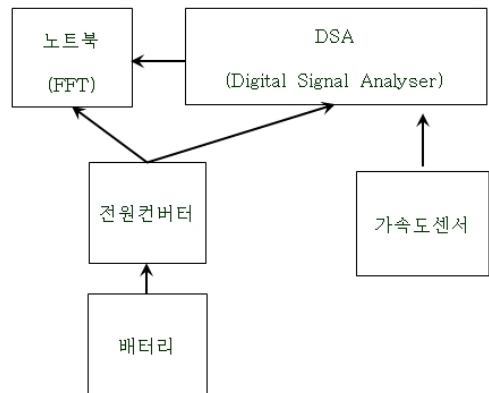 노트북
(FFT)
DSA
(Digital Signal Analyser)
전원컨버터
가속도센서
배터리